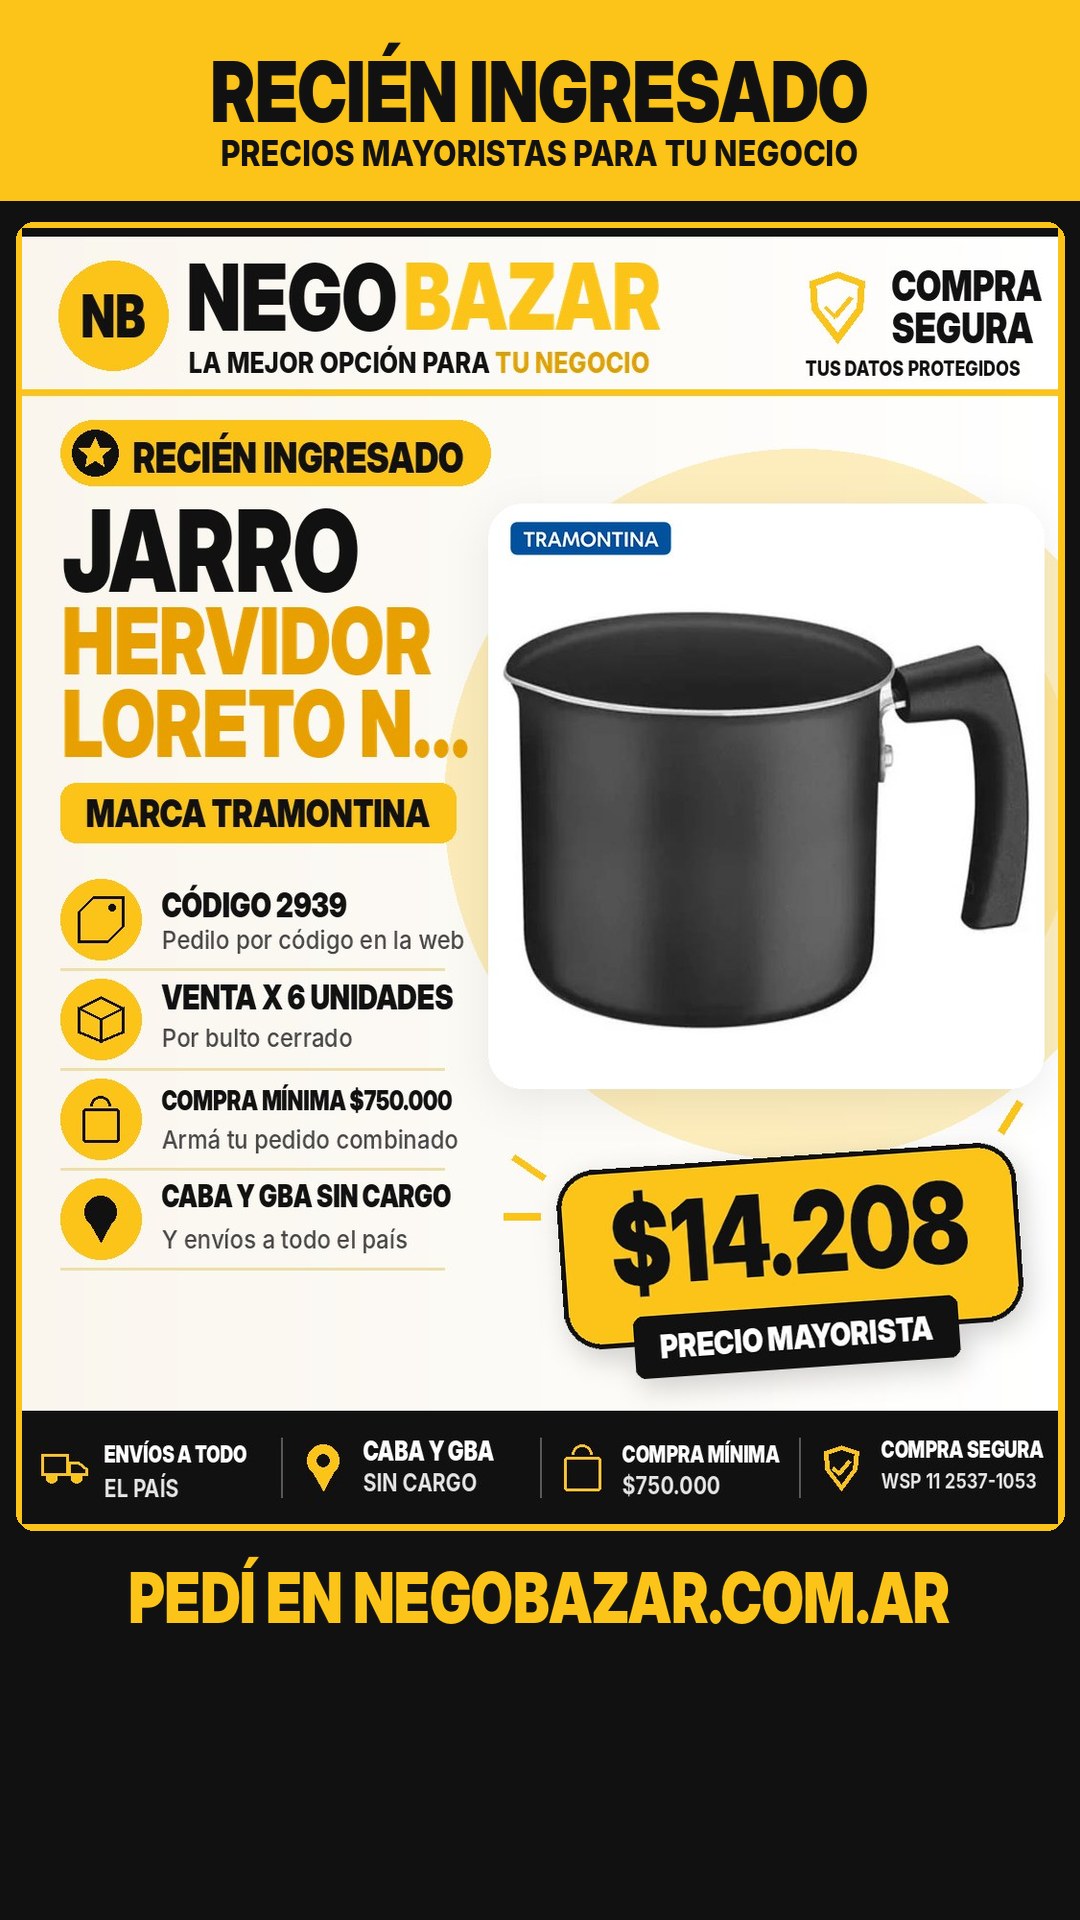 RECIÉN INGRESADO
PRECIOS MAYORISTAS PARA TU NEGOCIO
NB
NEGOBAZAR
LA MEJOR OPCIÓN PARA TU NEGOCIO
COMPRA
SEGURA
TUS DATOS PROTEGIDOS
RECIÉN INGRESADO
JARRO
HERVIDOR
LORETO N...
MARCA TRAMONTINA
TRAMONTINA
CÓDIGO 2939
Pedilo por código en la web
VENTA X 6 UNIDADES
Por bulto cerrado
COMPRA MÍNIMA $750.000
Armá tu pedido combinado
CABA Y GBA SIN CARGO
Y envíos a todo el país
$14.208
PRECIO MAYORISTA
ENVÍOS A TODO
EL PAÍS
CABA Y GBA
SIN CARGO
COMPRA MÍNIMA
$750.000
COMPRA SEGURA
WSP 11 2537-1053
PEDÍ EN NEGOBAZAR.COM.AR